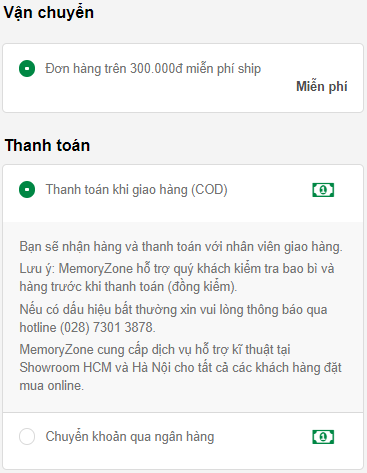 Vận chuyển
Đơn hàng trên 300.000đ miễn phí ship
Miễn phí
Thanh toán
Thanh toán khi giao hàng (COD)
Bạn sẽ nhận hàng và thanh toán với nhân viên giao hàng.
Lưu ý: MemoryZone hỗ trợ quý khách kiểm tra bao bì và
hàng trước khi thanh toán (đồng kiểm).
Nếu có dấu hiệu bất thường xin vui lòng thông báo qua
hotline (028) 7301 3878.
MemoryZone cung cấp dịch vụ hỗ trợ kĩ thuật tại
Showroom HCM và Hà Nội cho tất cả các khách hàng đặt
mua online.
Chuyển khoản qua ngân hàng